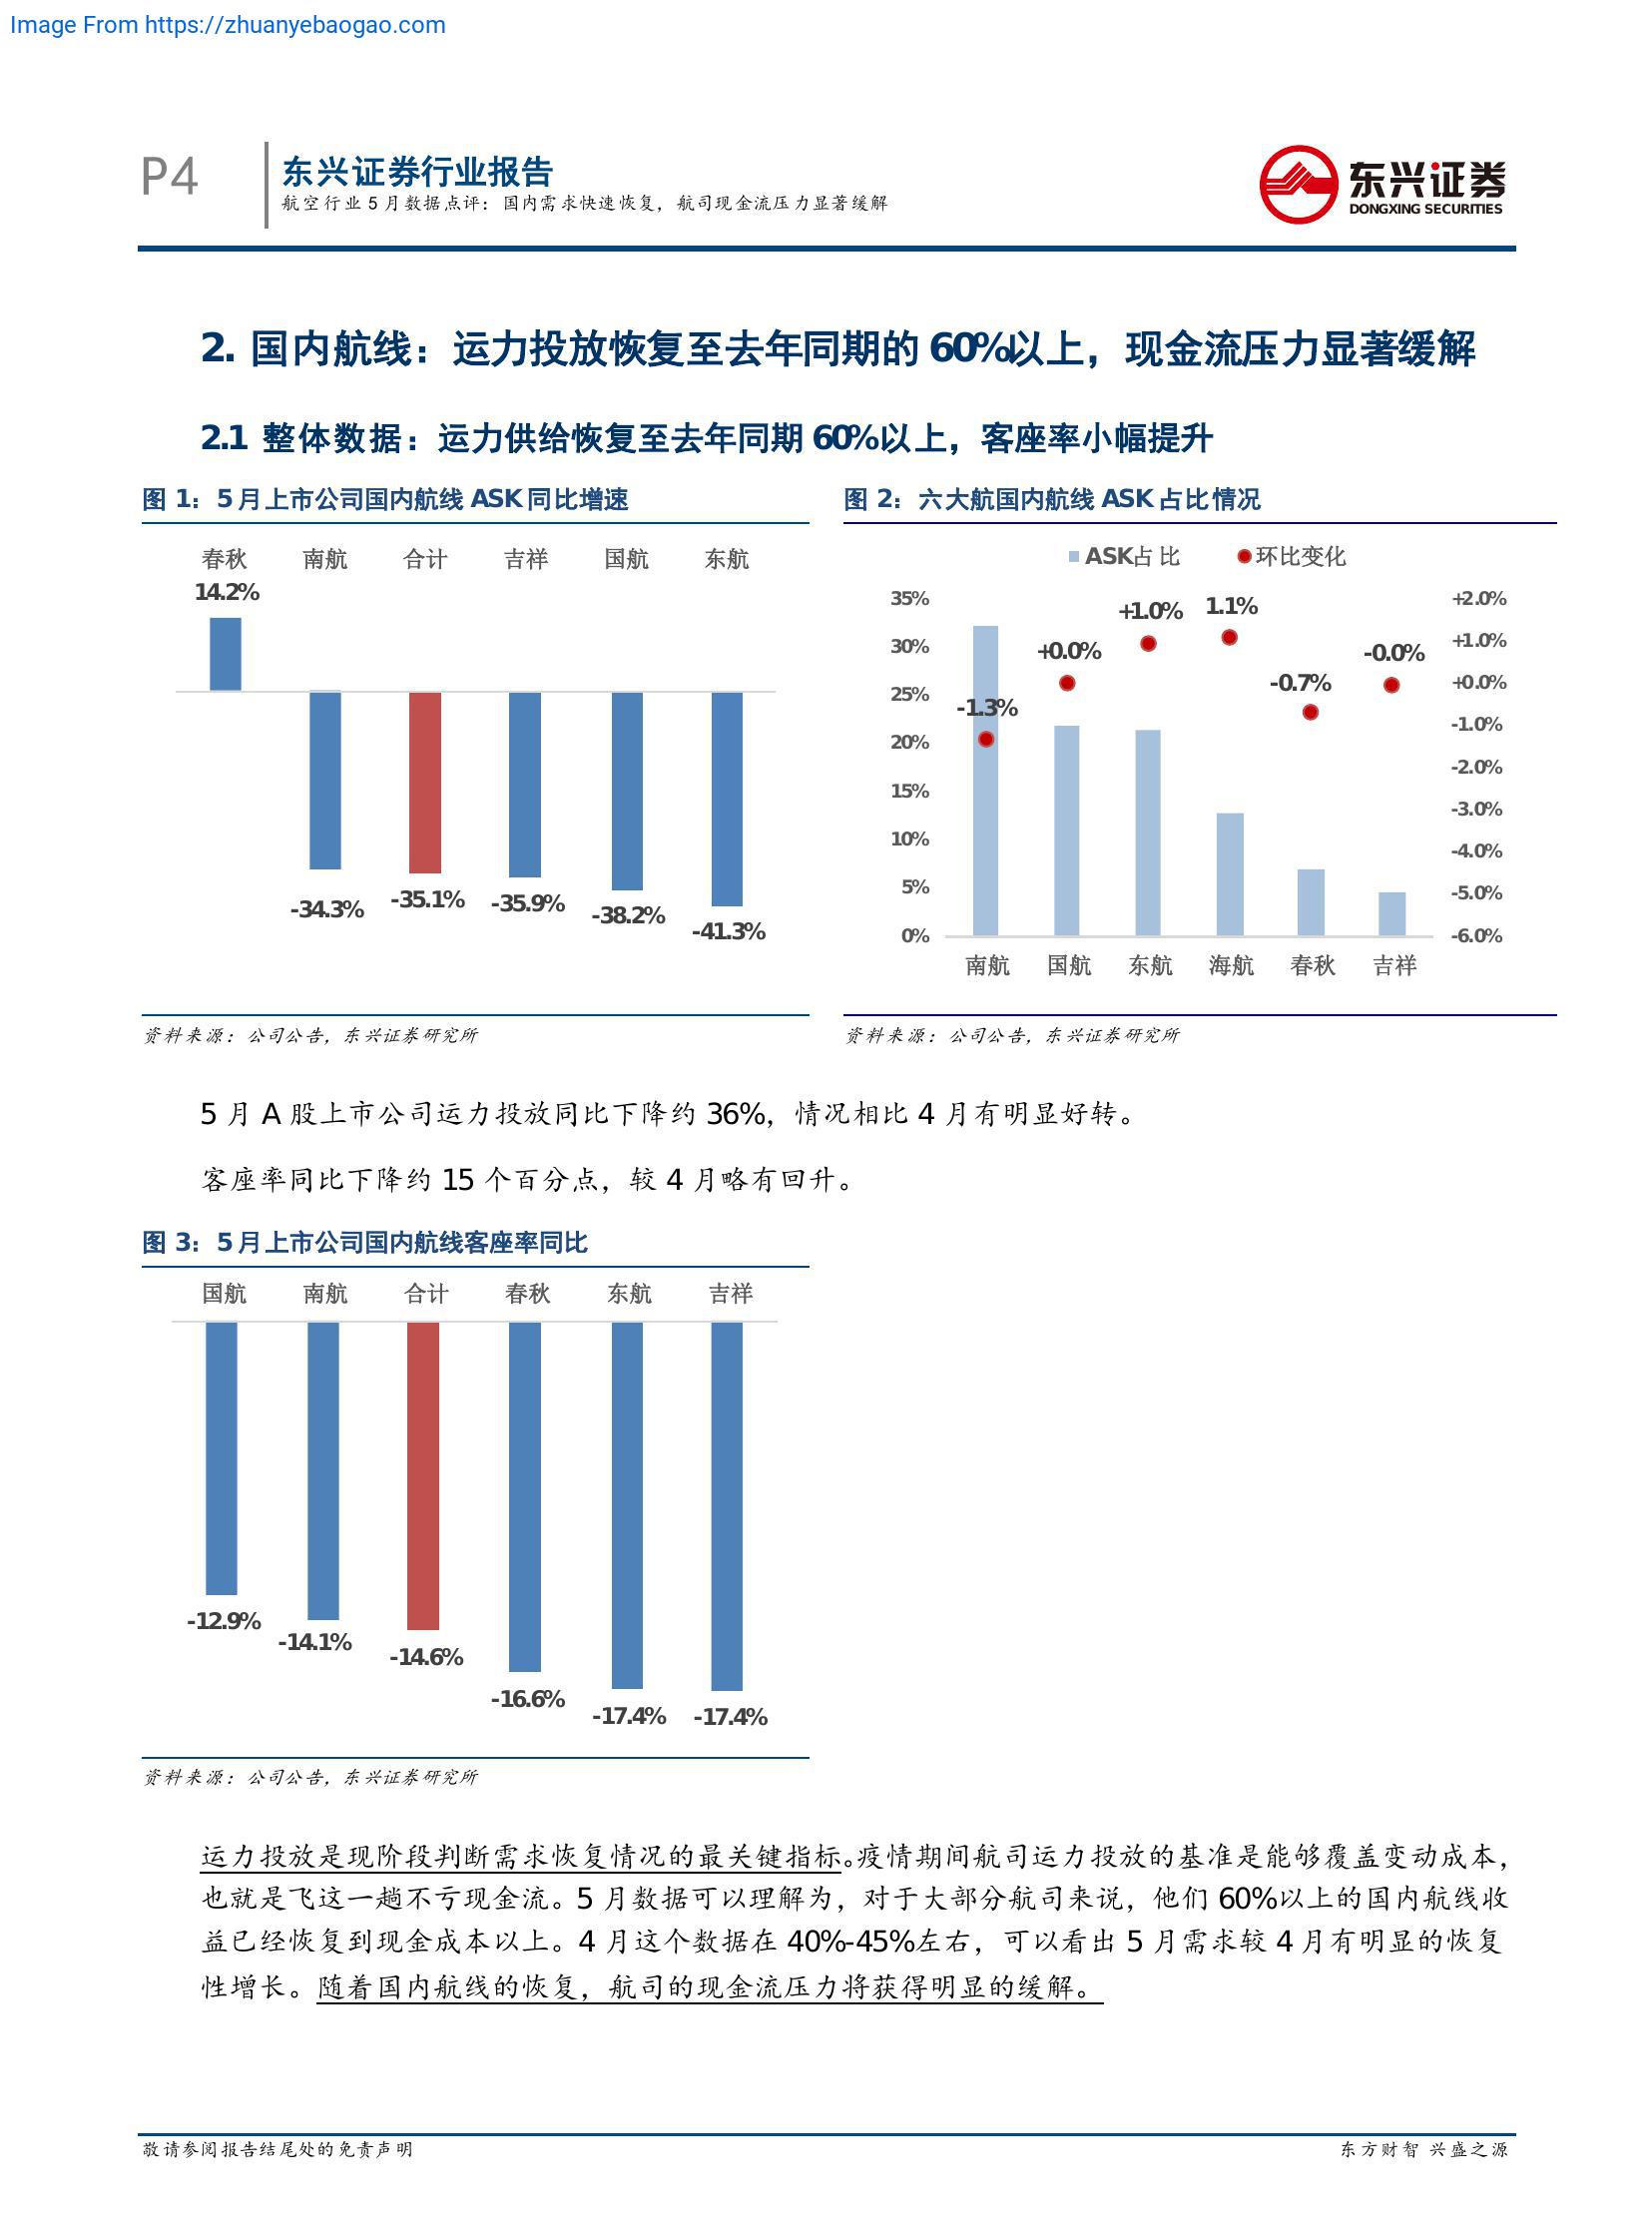 Image From https://zhuanyebaogao.com
P4
东兴证券行业报告
航空行业 5 月数据点评：国内需求快速恢复，航司现金流压力显著缓解
东兴证券
DONGXING SECURITIES
2. 国内航线：运力投放恢复至去年同期的 60%以上，现金流压力显著缓解
2.1 整体数据：运力供给恢复至去年同期 60%以上，客座率小幅提升
图 1：5 月上市公司国内航线 ASK 同比增速
春秋 南航 合计 吉祥 国航 东航
14.2%
-34.3% -35.1% -35.9% -38.2% -41.3%
资料来源：公司公告，东兴证券研究所
图 2：六大航国内航线 ASK 占比情况
ASK占比 环比变化
35%
30%
25%
20%
15%
10%
5%
0%
-1.3% +0.0% +1.0% 1.1% -0.7% -0.0%
+2.0%
+1.0%
+0.0%
-1.0%
-2.0%
-3.0%
-4.0%
-5.0%
-6.0%
南航 国航 东航 海航 春秋 吉祥
资料来源：公司公告，东兴证券研究所
5 月 A 股上市公司运力投放同比下降约 36%，情况相比 4 月有明显好转。
客座率同比下降约 15 个百分点，较 4 月略有回升。
图 3：5 月上市公司国内航线客座率同比
国航 南航 合计 春秋 东航 吉祥
-12.9% -14.1% -14.6% -16.6% -17.4% -17.4%
资料来源：公司公告，东兴证券研究所
运力投放是现阶段判断需求恢复情况的最关键指标。疫情期间航司运力投放的基准是能够覆盖变动成本，
也就是飞这一趟不亏现金流。5 月数据可以理解为，对于大部分航司来说，他们 60%以上的国内航线收
益已经恢复到现金成本以上。4 月这个数据在 40%-45%左右，可以看出 5 月需求较 4 月有明显的恢复
性增长。随着国内航线的恢复，航司的现金流压力将获得明显的缓解。
敬请参阅报告结尾处的免责声明
东方财智 兴盛之源